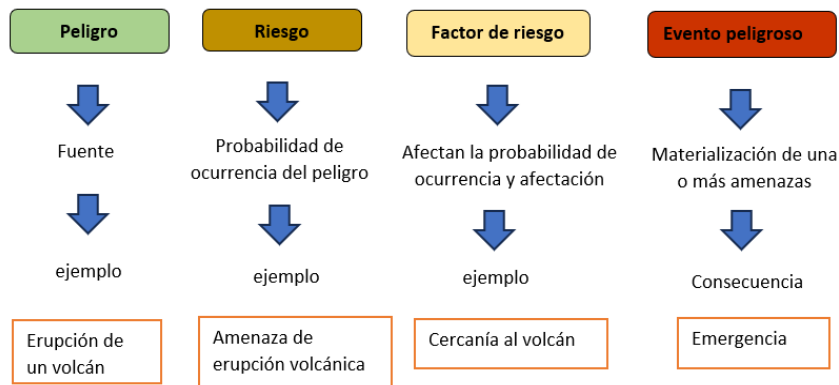 Peligro
Fuente
ejemplo
Erupción de
un volcán
Riesgo
Probabilidad de
ocurrencia del peligro
ejemplo
Amenaza de
erupción volcánica
Factor de riesgo
Afectan la probabilidad de
ocurrencia y afectación
ejemplo
Cercanía al volcán
Evento peligroso
Materialización de una
o más amenazas
Consecuencia
Emergencia